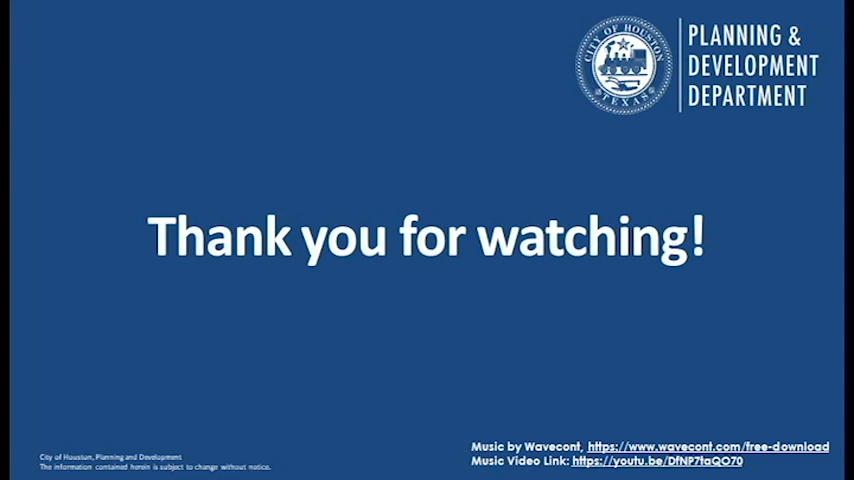 CITY OF HOUSTON
TEXAS
PLANNING &
DEVELOPMENT
DEPARTMENT
Thank you for watching!
City of Houston, Planning and Development
The information contained herein is subject to change without notice.
Music by Wavecont, https://www.wavecont.com/free-download
Music Video Link: https://youtu.be/DfNP7taQO70